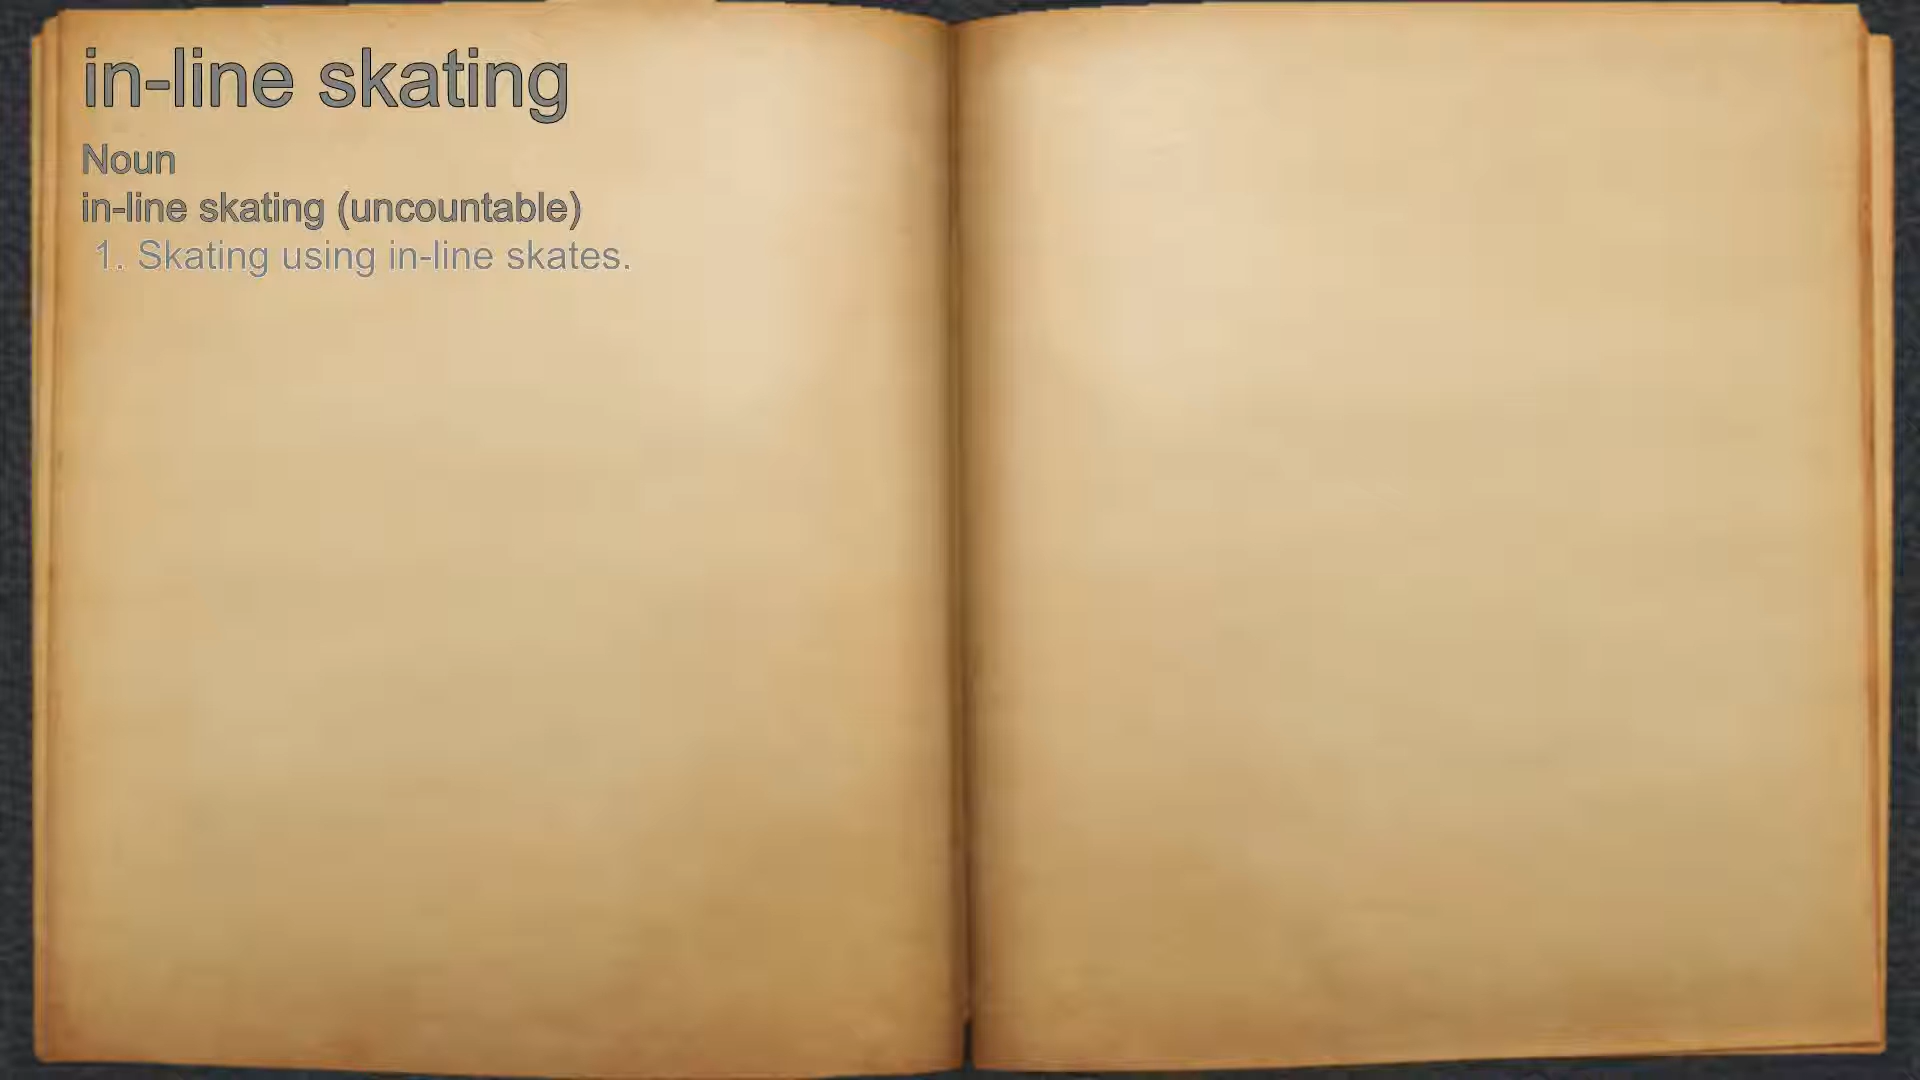 in-line skating
Noun
in-line skating (uncountable)
1. Skating using in-line skates.